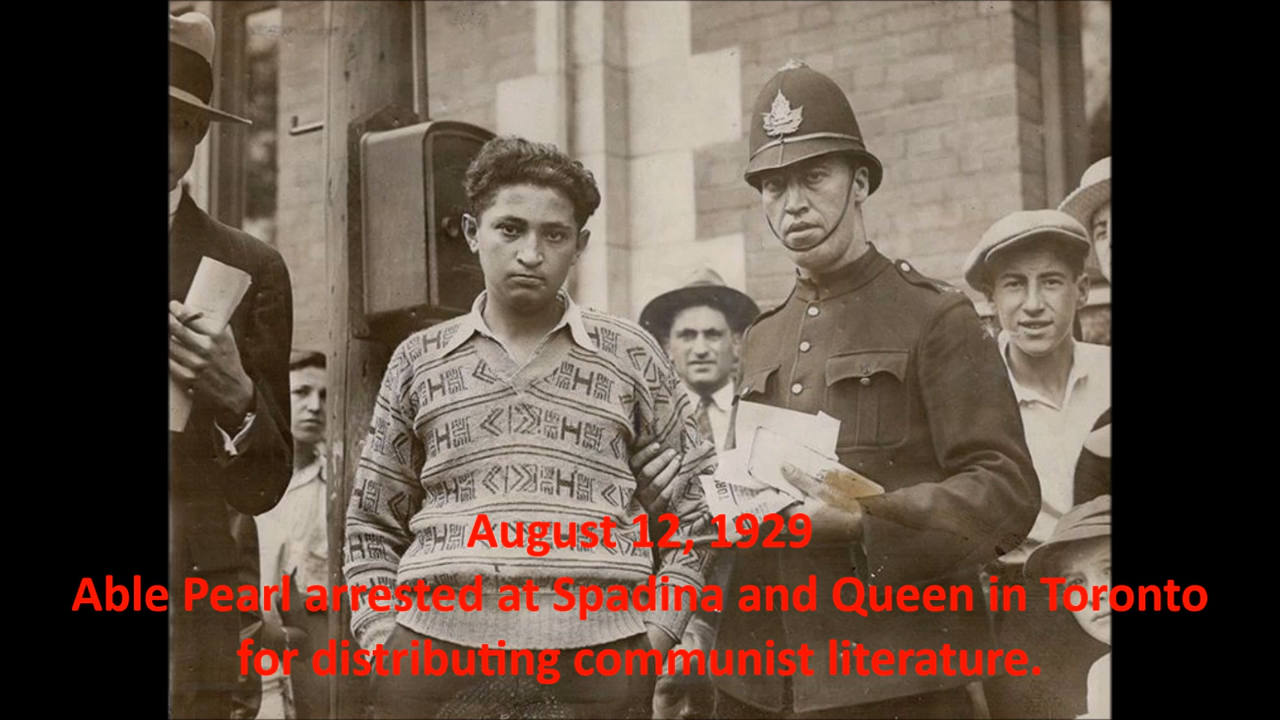 August 12, 1929
Able Pearl arrested at Spadina and Queen in Toronto
for distributing communist literature.